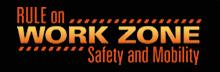 RULE on
WORK ZONE
Safety and Mobility